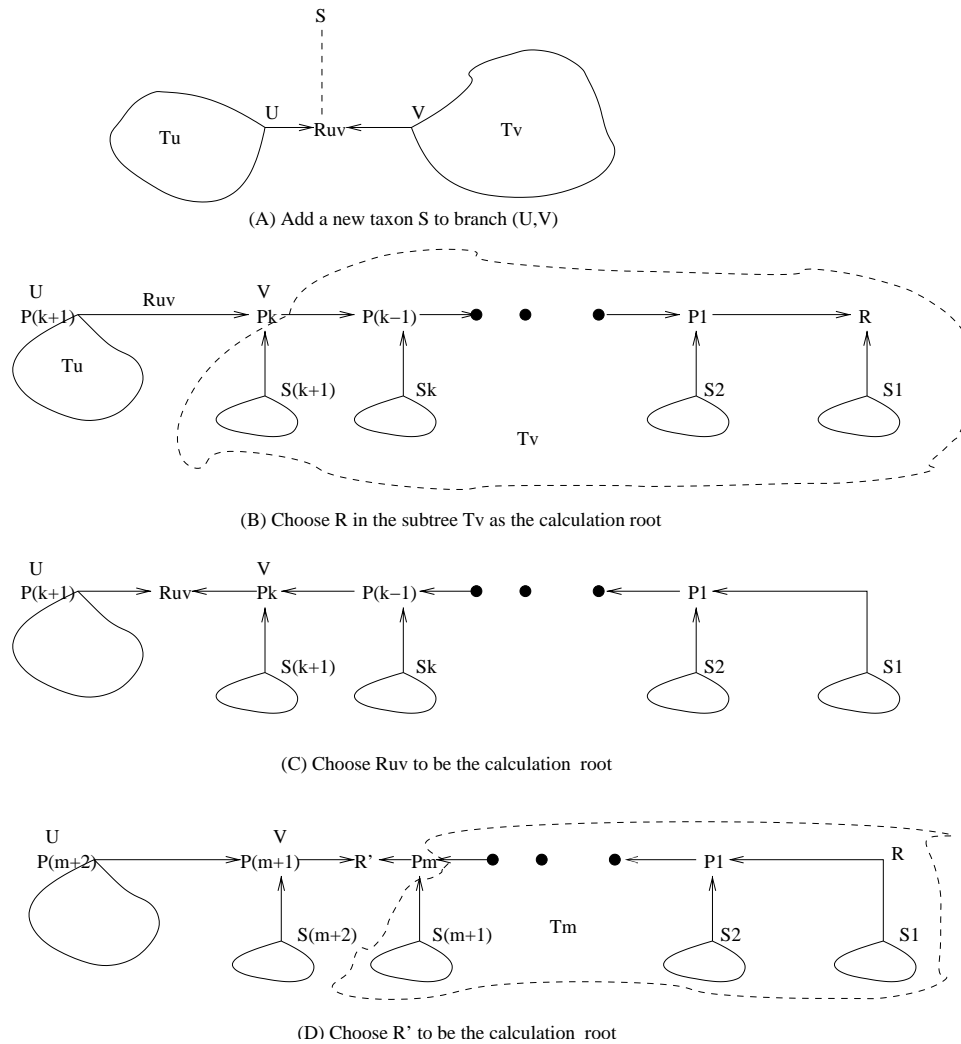 S
U V
Tu Ruv Tv
(A) Add a new taxon S to branch (U,V)
U Ruv V
P(k+1) Pk P(k−1) P1 R
Tu
S(k+1) Sk S2 S1
Tv
(B) Choose R in the subtree Tv as the calculation root
U V
P(k+1) Ruv Pk P(k−1) P1
S(k+1) Sk S2 S1
(C) Choose Ruv to be the calculation root
U V
P(m+2) P(m+1) R' Pm P1 R
S(m+2) S(m+1) Tm S2 S1
(D) Choose R' to be the calculation root